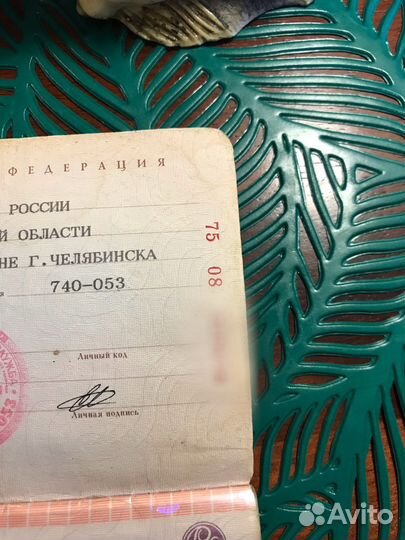 ФЕДЕРАЦИЯ
РОССИИ
ОБЛАСТИ
Г.ЧЕЛЯБИНСКА
740-053
75 08
Личный код
Личная подпись
Avito